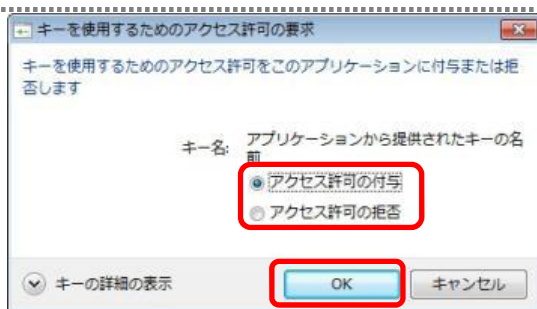 キーを使用するためのアクセス許可の要求
キーを使用するためのアクセス許可をこのアプリケーションに付与または拒
否します
キー名: アプリケーションから提供されたキーの名
前
アクセス許可の付与
アクセス許可の拒否
キーの詳細の表示 OK キャンセル